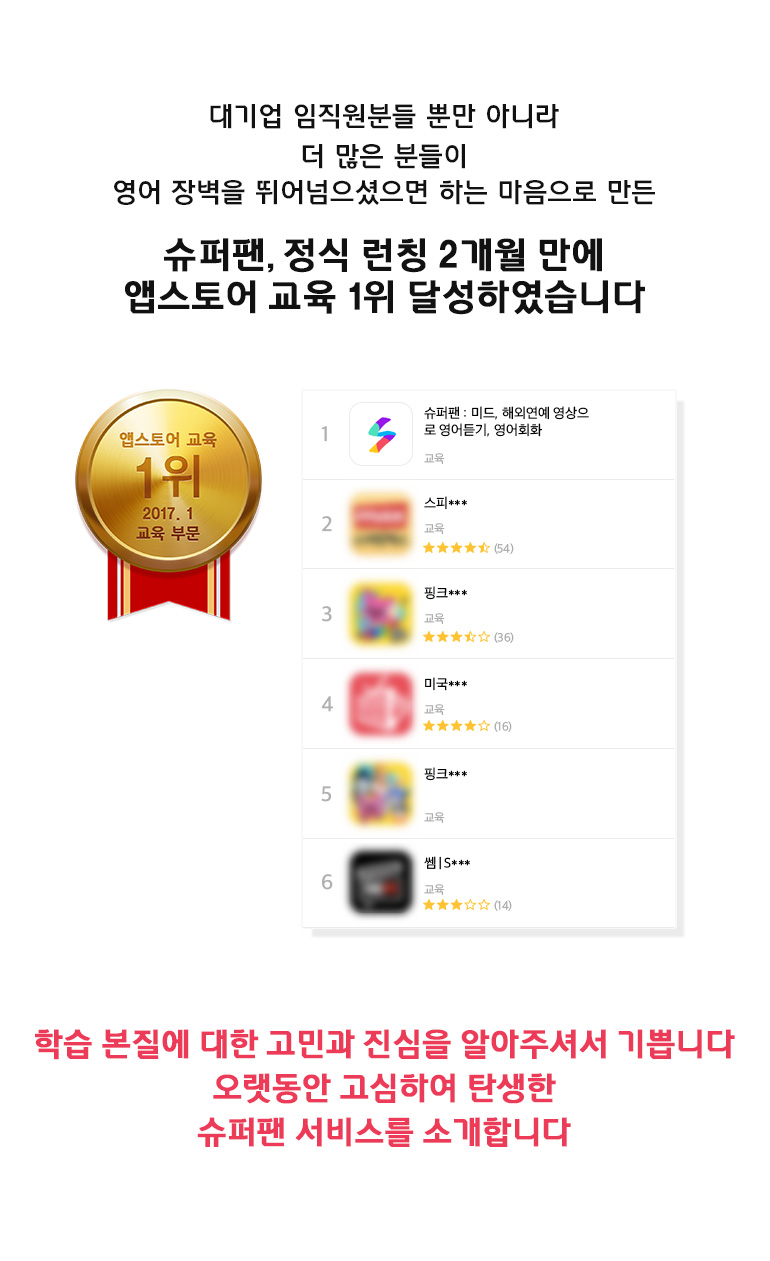 대기업 임직원분들 뿐만 아니라
더 많은 분들이
영어 장벽을 뛰어넘으셨으면 하는 마음으로 만든
슈퍼팬, 정식 런칭 2개월 만에
앱스토어 교육 1위 달성하였습니다
앱스토어 교육
1위
2017. 1
교육 부문
1
슈퍼팬 : 미드, 해외연예 영상으
로 영어듣기, 영어회화
교육
2
스피***
교육
(54)
3
핑크***
교육
(36)
4
미국***
교육
(16)
5
핑크***
교육
6
쎔|S***
교육
(14)
학습 본질에 대한 고민과 진심을 알아주셔서 기쁩니다
오랫동안 고심하여 탄생한
슈퍼팬 서비스를 소개합니다